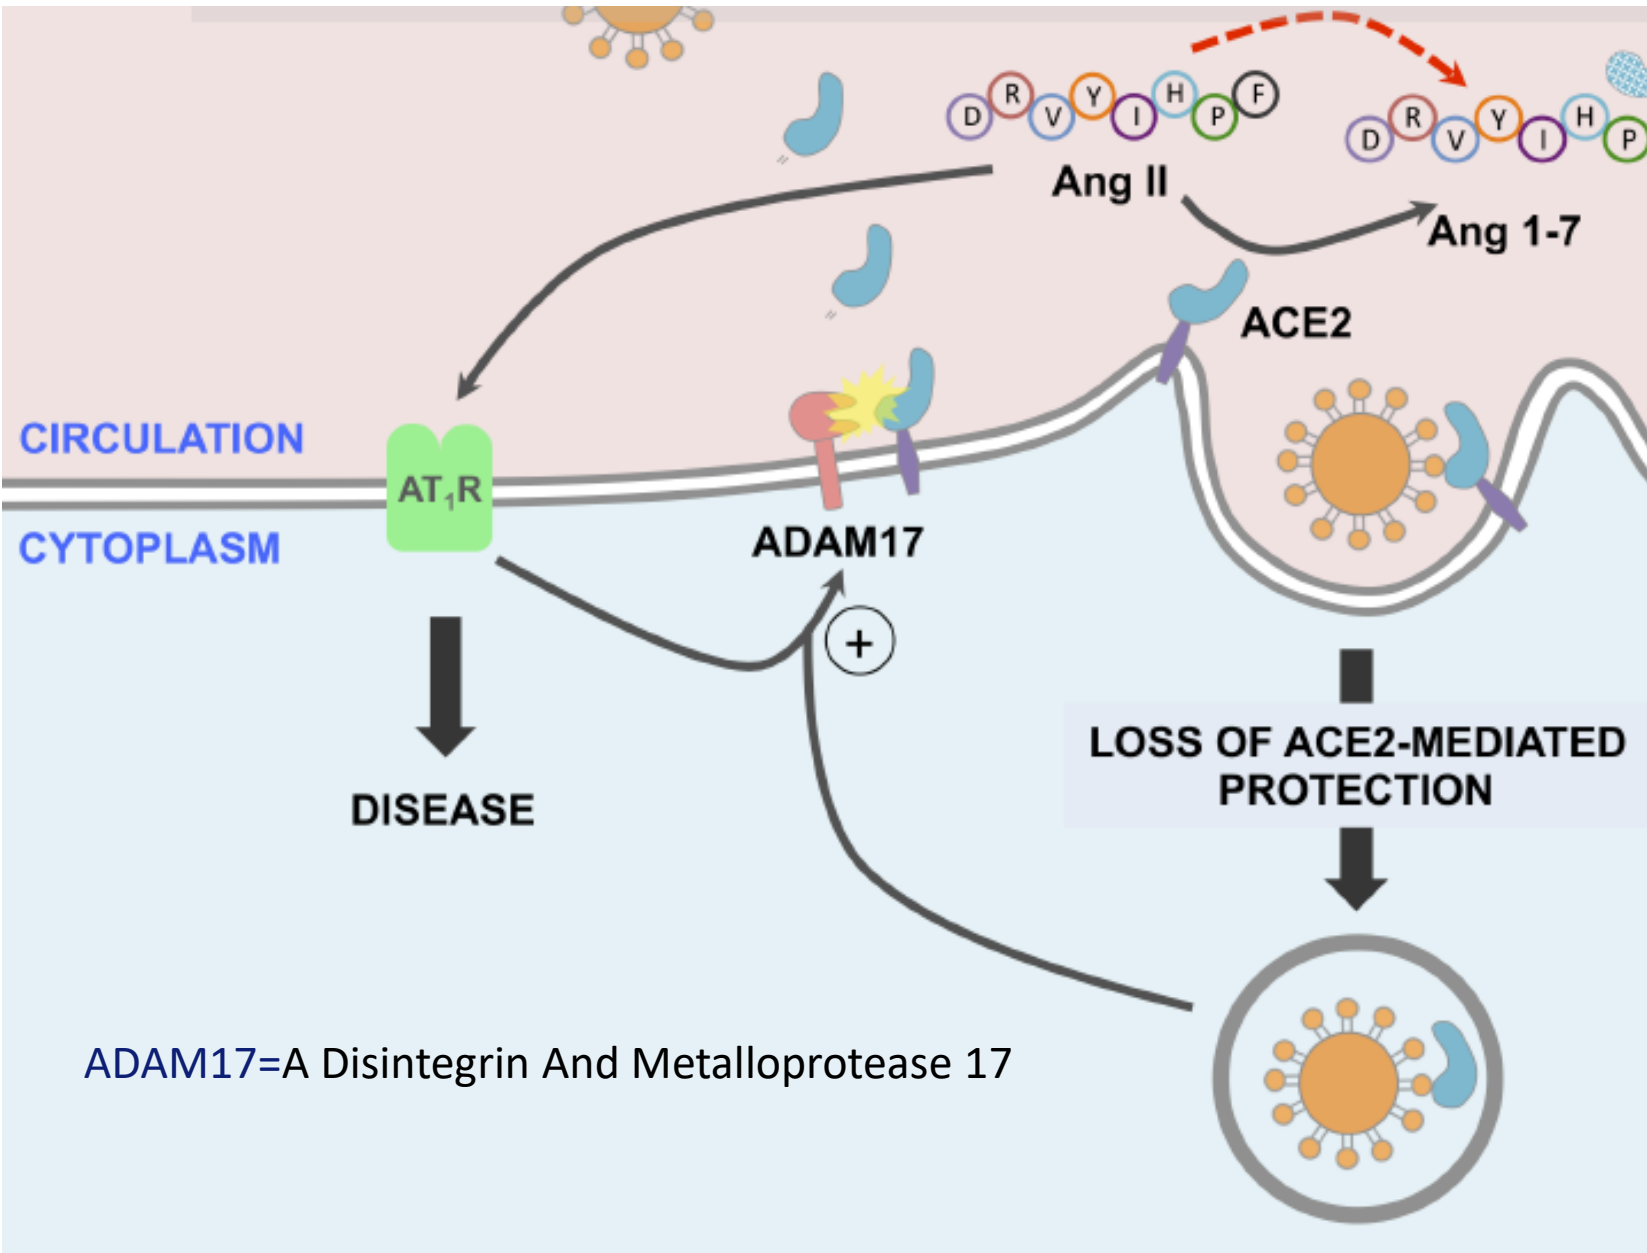 D R V Y I H P F
D R V Y I H P
Ang II
Ang 1-7
ACE2
CIRCULATION
AT1R
CYTOPLASM
ADAM17
+
LOSS OF ACE2-MEDIATED
PROTECTION
DISEASE
ADAM17=A Disintegrin And Metalloprotease 17